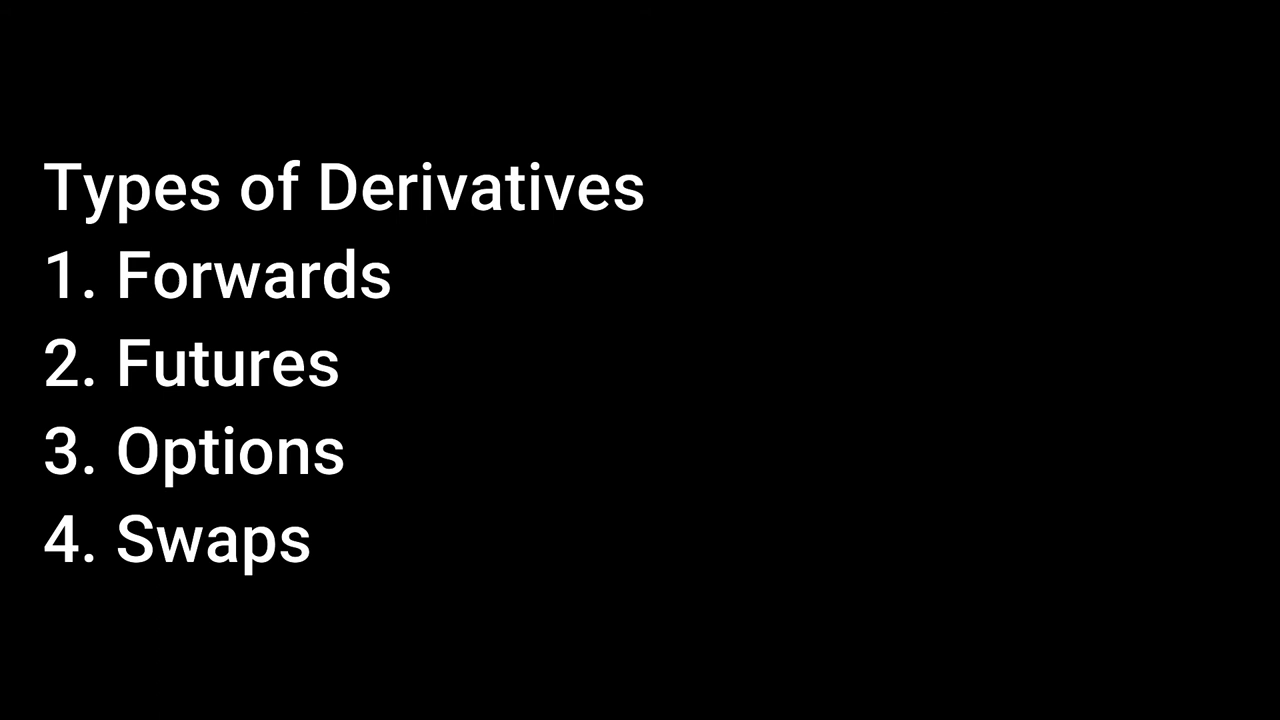 Types of Derivatives
1. Forwards
2. Futures
3. Options
4. Swaps